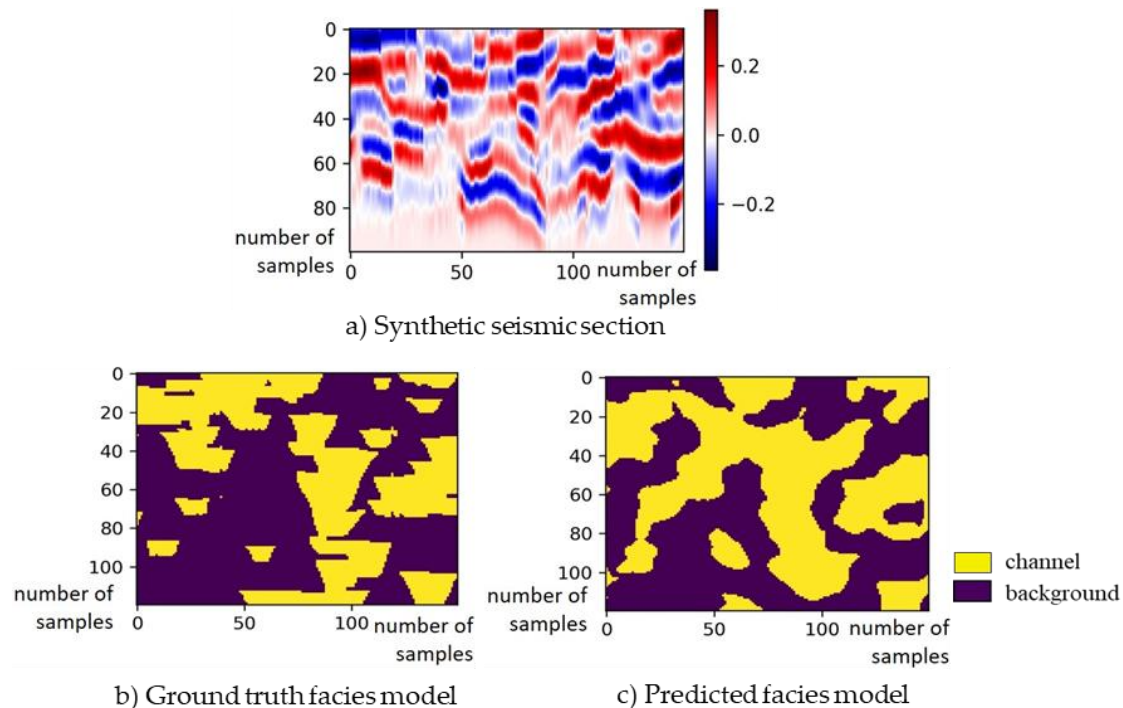 0
20
40
60
80
number of
samples
0
50
100
number of
samples
0.2
0.0
−0.2
a) Synthetic seismic section
0
20
40
60
80
100
number of
samples
0
50
100
number of
samples
b) Ground truth facies model
0
20
40
60
80
100
number of
samples
0
50
100
number of
samples
c) Predicted facies model
channel
background